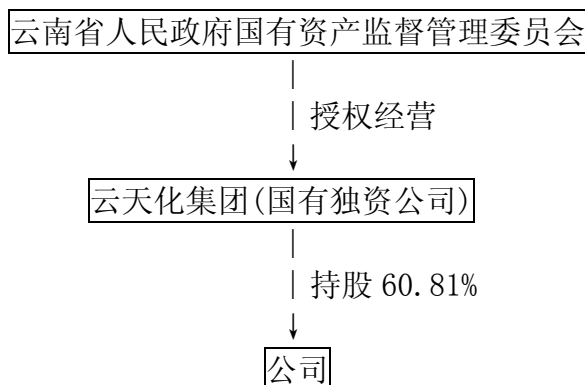 云南省人民政府国有资产监督管理委员会
授权经营
云天化集团(国有独资公司)
持股 60.81%
公司